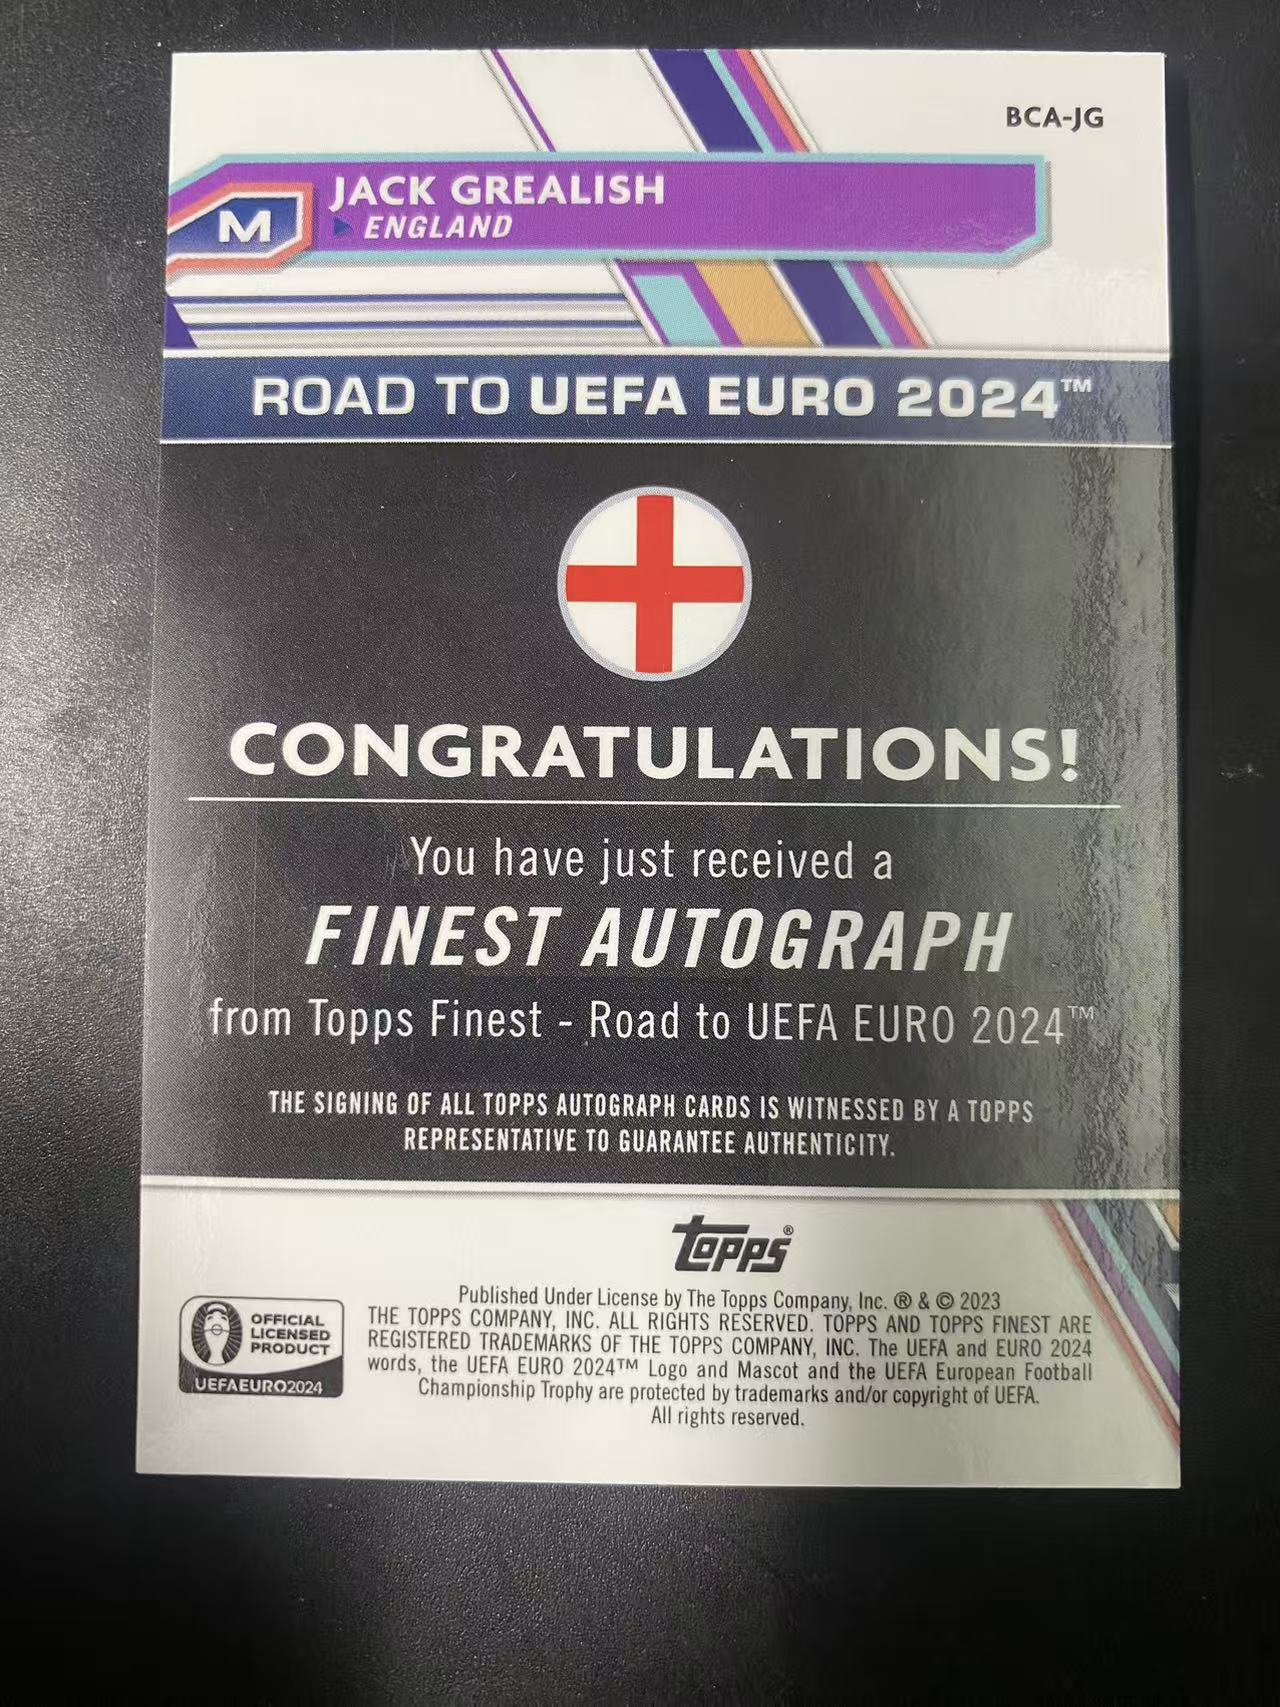 BCA-JG
JACK GREALISH
M
ENGLAND
ROAD TO UEFA EURO 2024™
CONGRATULATIONS!
You have just received a
FINEST AUTOGRAPH
from Topps Finest - Road to UEFA EURO 2024™
THE SIGNING OF ALL TOPPS AUTOGRAPH CARDS IS WITNESSED BY A TOPPS
REPRESENTATIVE TO GUARANTEE AUTHENTICITY.
topps®
Published Under License by The Topps Company, Inc. ® & © 2023
THE TOPPS COMPANY, INC. ALL RIGHTS RESERVED. TOPPS AND TOPPS FINEST ARE
REGISTERED TRADEMARKS OF THE TOPPS COMPANY, INC. The UEFA and EURO 2024
words, the UEFA EURO 2024™ Logo and Mascot and the UEFA European Football
Championship Trophy are protected by trademarks and/or copyright of UEFA.
All rights reserved.
OFFICIAL
LICENSED
PRODUCT
UEFAEURO2024